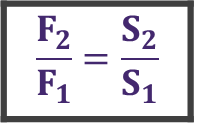 F₂/F₁ = S₂/S₁